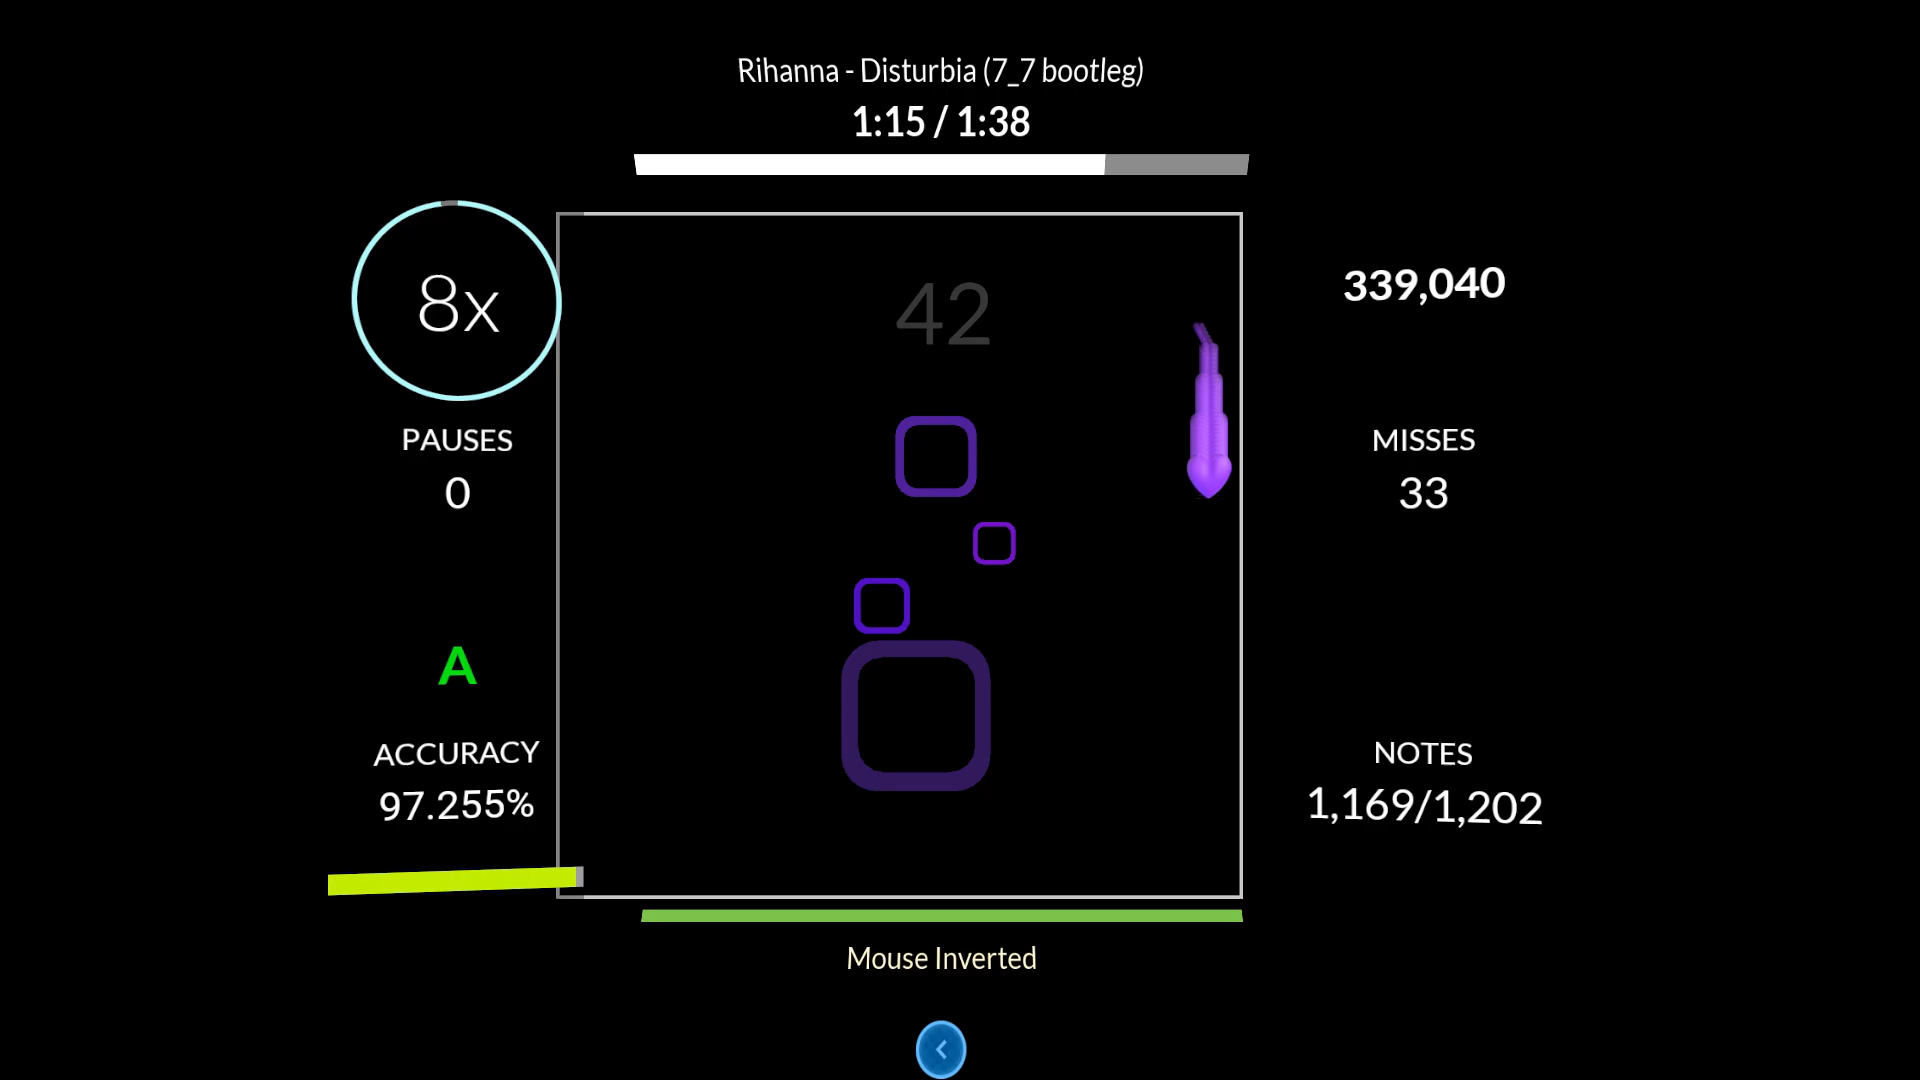 Rihanna - Disturbia (7_7 bootleg)
1:15 / 1:38
8x
42
339,040
PAUSES
0
MISSES
33
A
ACCURACY
97.255%
NOTES
1,169/1,202
Mouse Inverted